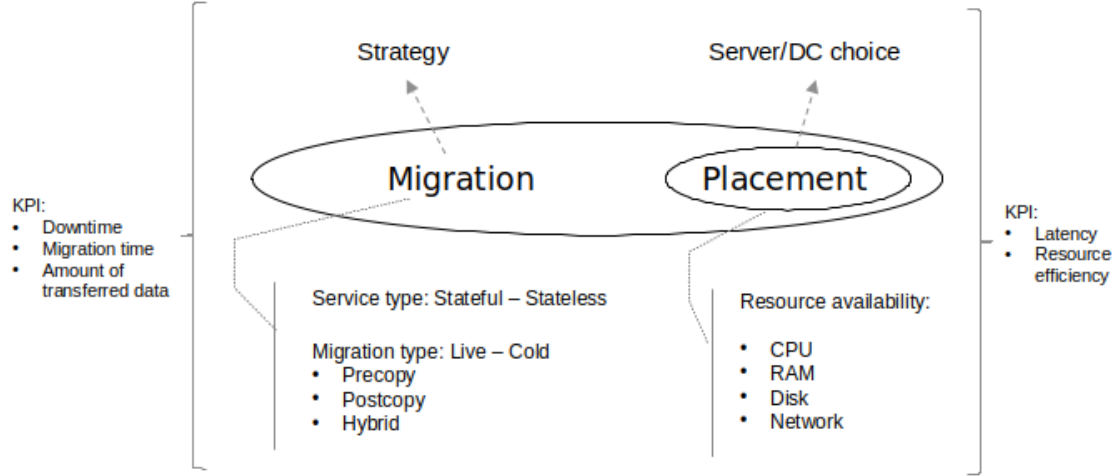 Strategy
Server/DC choice
Migration
Placement
KPI:
• Downtime
• Migration time
• Amount of
transferred data
KPI:
• Latency
• Resource
efficiency
Service type: Stateful – Stateless
Migration type: Live – Cold
• Precopy
• Postcopy
• Hybrid
Resource availability:
• CPU
• RAM
• Disk
• Network